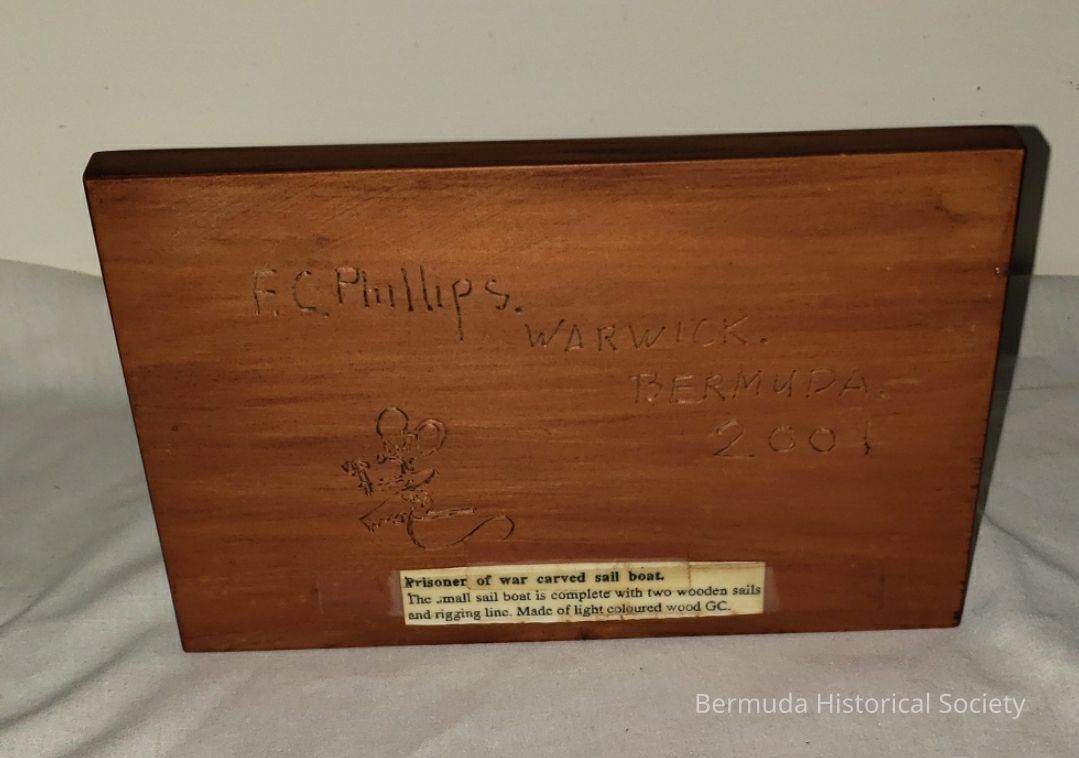 F.C. Phillips.
WARWICK.
BERMUDA.
2001
Prisoner of war carved sail boat.
The small sail boat is complete with two wooden sails
and rigging line. Made of light coloured wood GC.
Bermuda Historical Society